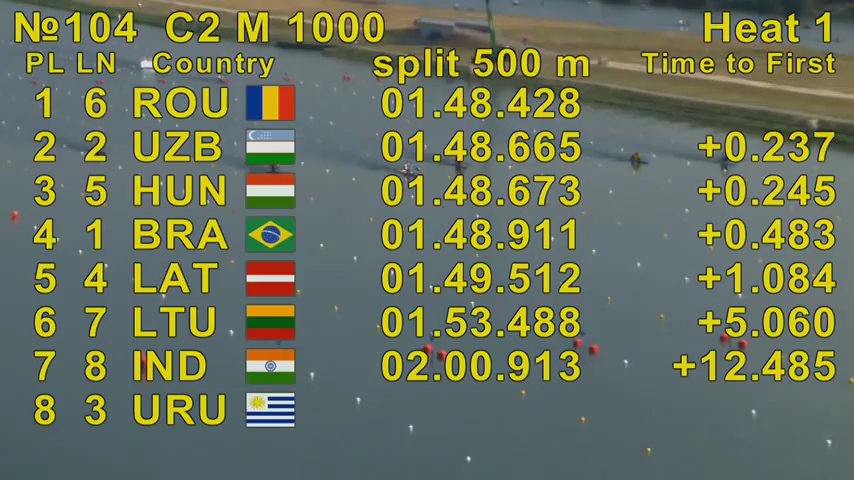 №104 C2 M 1000 Heat 1
PL LN Country split 500 m Time to First
1 6 ROU 01.48.428
2 2 UZB 01.48.665 +0.237
3 5 HUN 01.48.673 +0.245
4 1 BRA 01.48.911 +0.483
5 4 LAT 01.49.512 +1.084
6 7 LTU 01.53.488 +5.060
7 8 IND 02.00.913 +12.485
8 3 URU